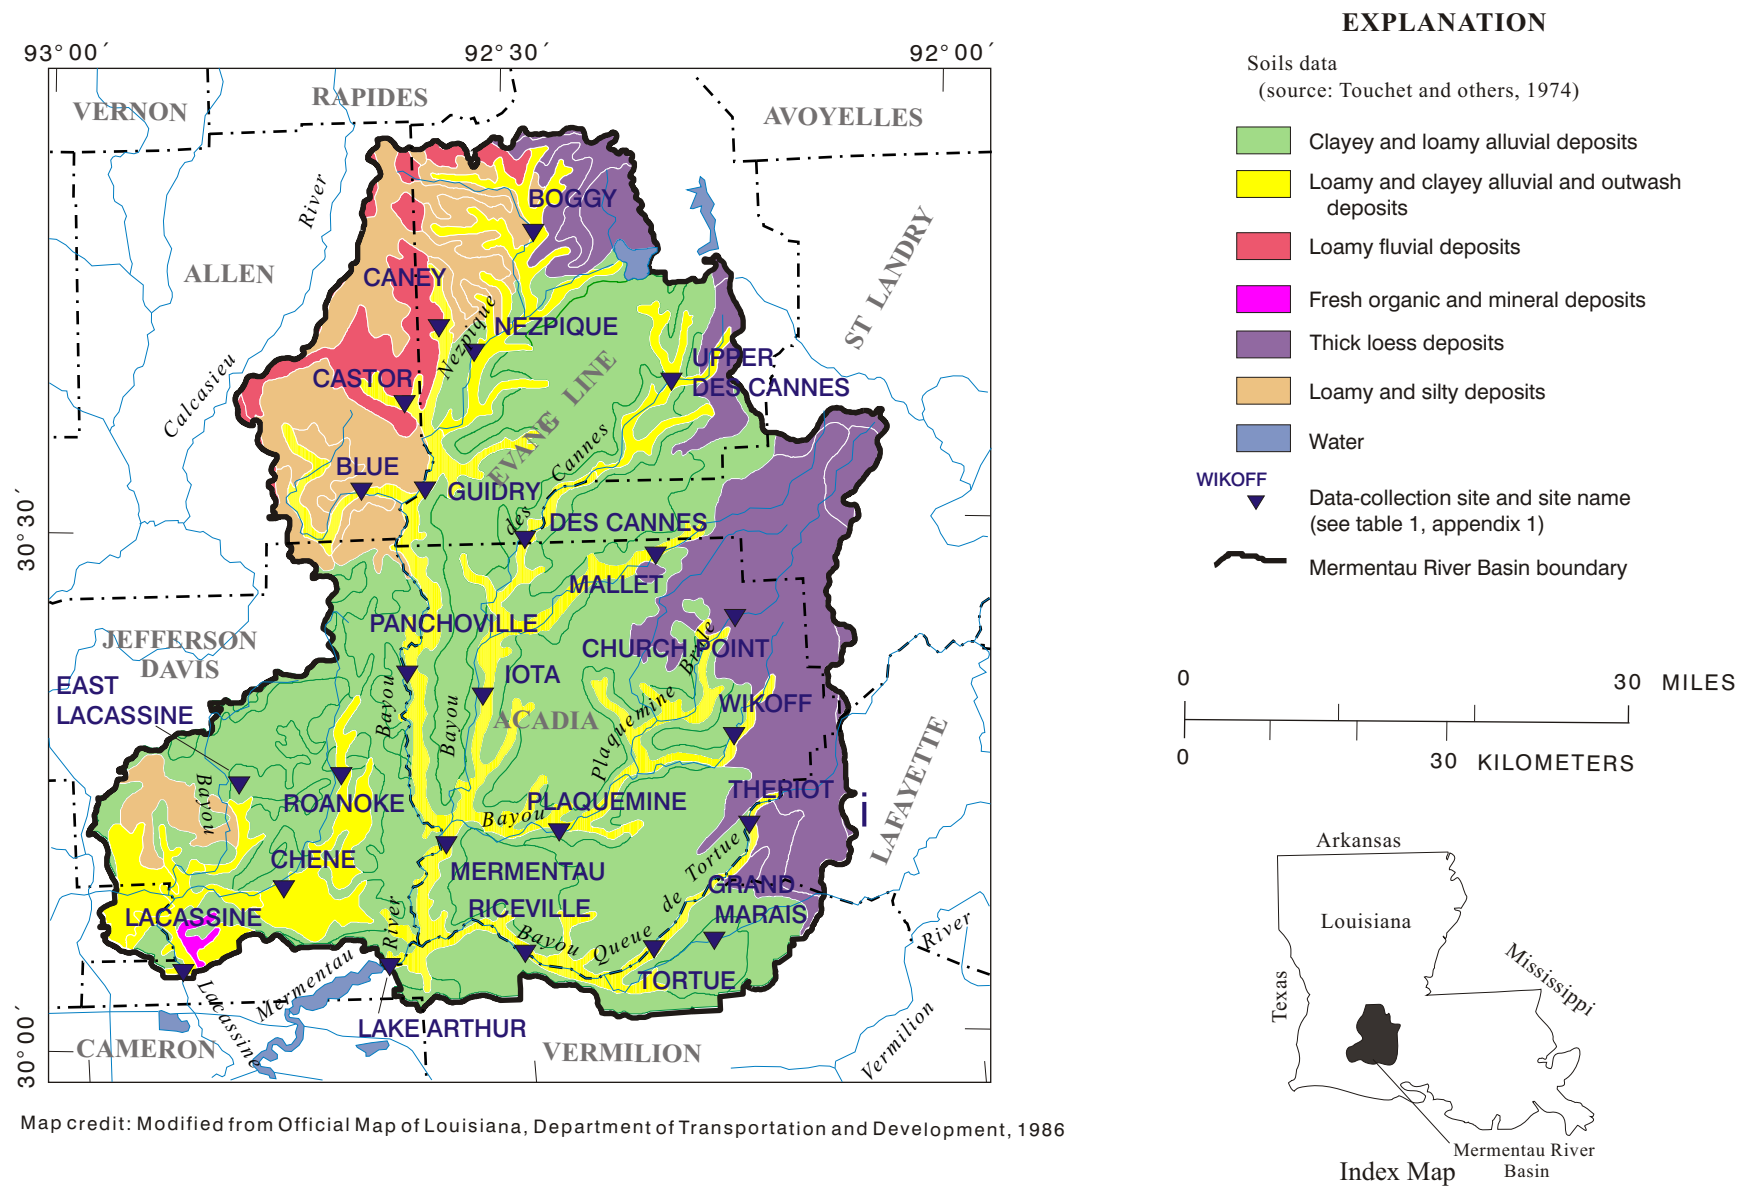 93°00´
92°30´
92°00´
VERNON
RAPIDES
AVOYELLES
River
BOGGY
ALLEN
CANEY
ST LANDRY
Nezpique
NEZPIQUE
UPPER
DES CANNES
CASTOR
Calcasieu
EVANGELINE
Cannes
BLUE
GUIDRY
des
DES CANNES
30°30´
MALLET
PANCHOVILLE
CHURCH POINT
Brule
JEFFERSON
DAVIS
EAST
LACASSINE
IOTA
WIKOFF
Bayou
Bayou
ACADIA
Plaquemine
LAFAYETTE
Bayou
ROANOKE
PLAQUEMINE
THERIOT
i
Bayou
CHENE
MERMENTAU
de Tortue
GRAND
MARAIS
LACASSINE
RICEVILLE
River
Bayou
Queue
River
TORTUE
Mermentau
Lacassine
LAKE ARTHUR
30°00´
CAMERON
VERMILION
Vermilion
Map credit: Modified from Official Map of Louisiana, Department of Transportation and Development, 1986
EXPLANATION
Soils data
(source: Touchet and others, 1974)
Clayey and loamy alluvial deposits
Loamy and clayey alluvial and outwash
deposits
Loamy fluvial deposits
Fresh organic and mineral deposits
Thick loess deposits
Loamy and silty deposits
Water
WIKOFF
Data-collection site and site name
(see table 1, appendix 1)
Mermentau River Basin boundary
0
30 MILES
0
30 KILOMETERS
Arkansas
Louisiana
Texas
Mississippi
Mermentau River
Basin
Index Map